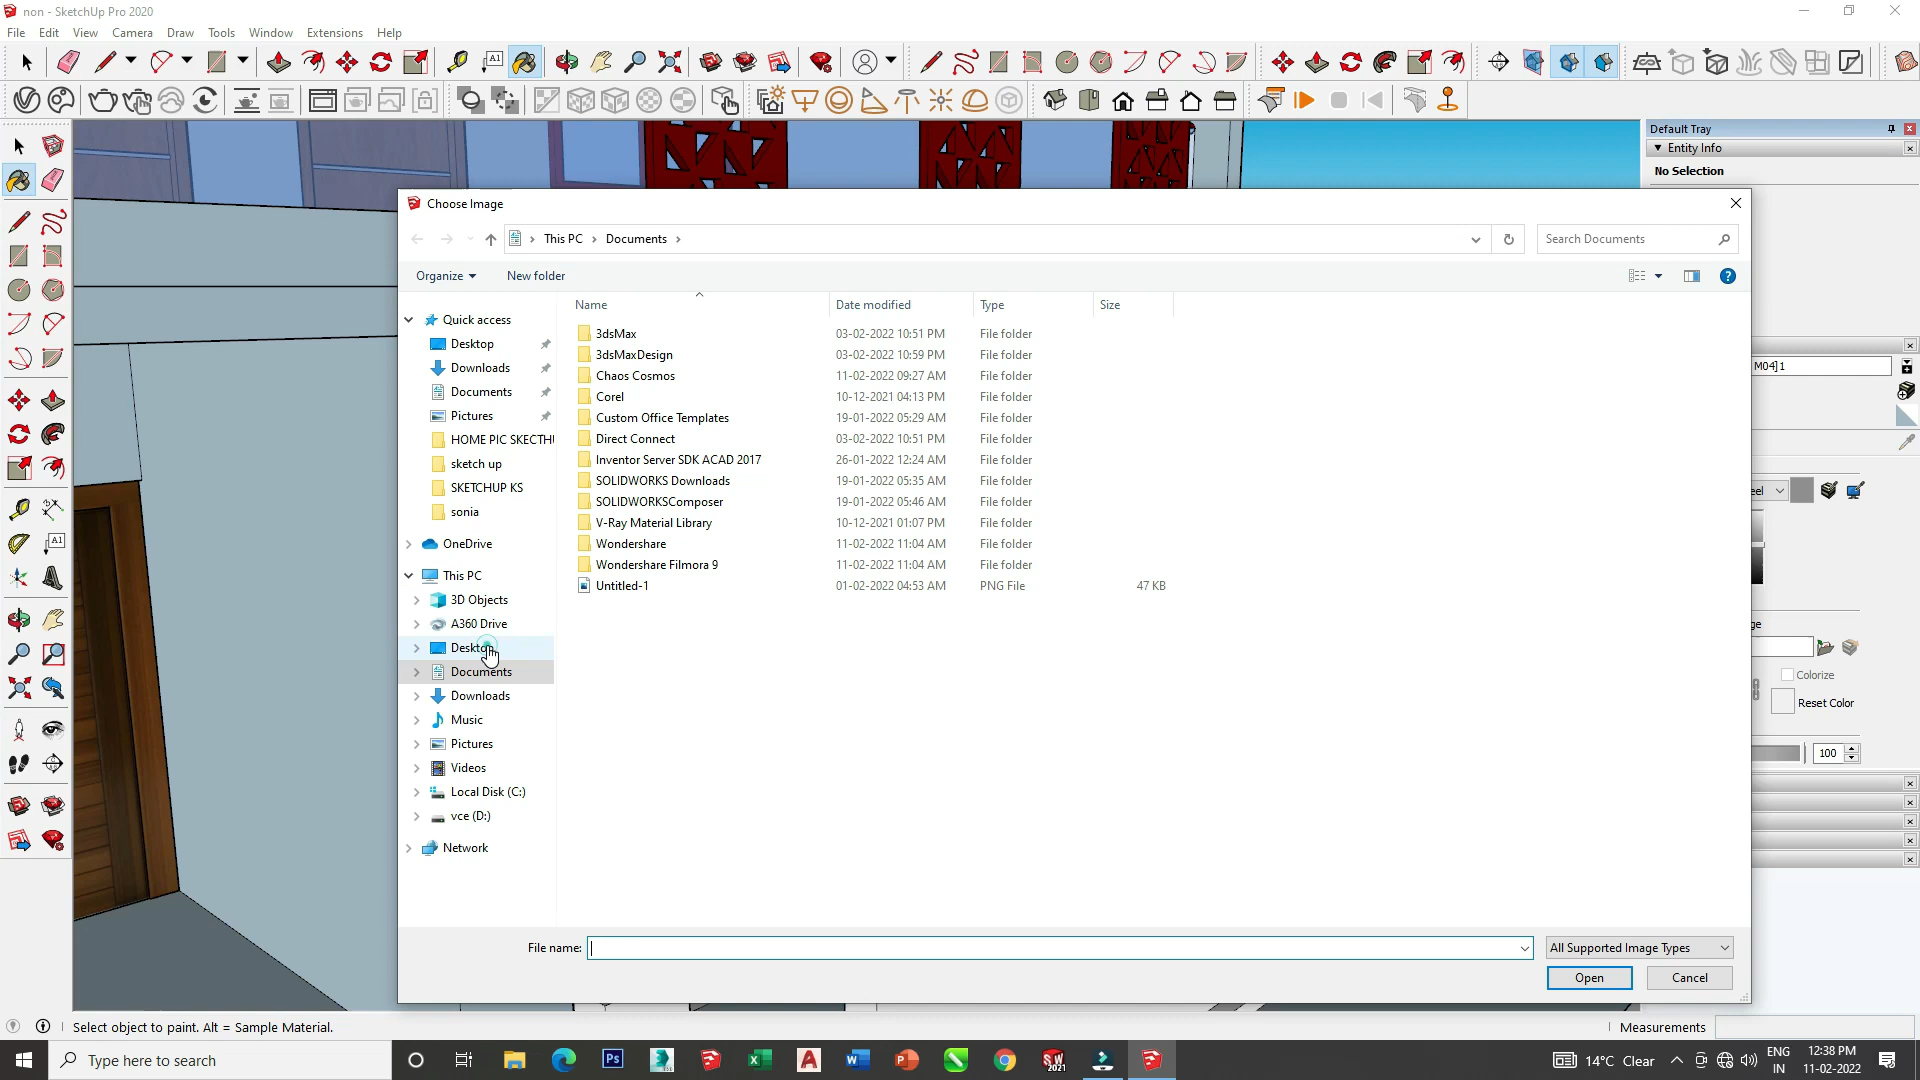 non - SketchUp Pro 2020
File Edit View Camera Draw Tools Window Extensions Help
Default Tray
Entity Info
No Selection
Choose Image
This PC > Documents >
Search Documents
Organize New folder
Name Date modified Type Size
Quick access
Desktop
Downloads
Documents
Pictures
HOME PIC SKECTH
sketch up
SKETCHUP KS
sonia
OneDrive
This PC
3D Objects
A360 Drive
Desktop
Documents
Downloads
Music
Pictures
Videos
Local Disk (C:)
vce (D:)
Network
3dsMax 03-02-2022 10:51 PM File folder
3dsMaxDesign 03-02-2022 10:59 PM File folder
Chaos Cosmos 11-02-2022 09:27 AM File folder
Corel 10-12-2021 04:13 PM File folder
Custom Office Templates 19-01-2022 05:29 AM File folder
Direct Connect 03-02-2022 10:51 PM File folder
Inventor Server SDK ACAD 2017 26-01-2022 12:24 AM File folder
SOLIDWORKS Downloads 19-01-2022 05:35 AM File folder
SOLIDWORKSComposer 19-01-2022 05:46 AM File folder
V-Ray Material Library 10-12-2021 01:07 PM File folder
Wondershare 11-02-2022 11:04 AM File folder
Wondershare Filmora 9 11-02-2022 11:04 AM File folder
Untitled-1 01-02-2022 04:53 AM PNG File 47 KB
M04]1
Colorize
Reset Color
100
File name:
All Supported Image Types
Open Cancel
Select object to paint. Alt = Sample Material.
Measurements
Type here to search
14°C Clear
ENG
IN
12:38 PM
11-02-2022